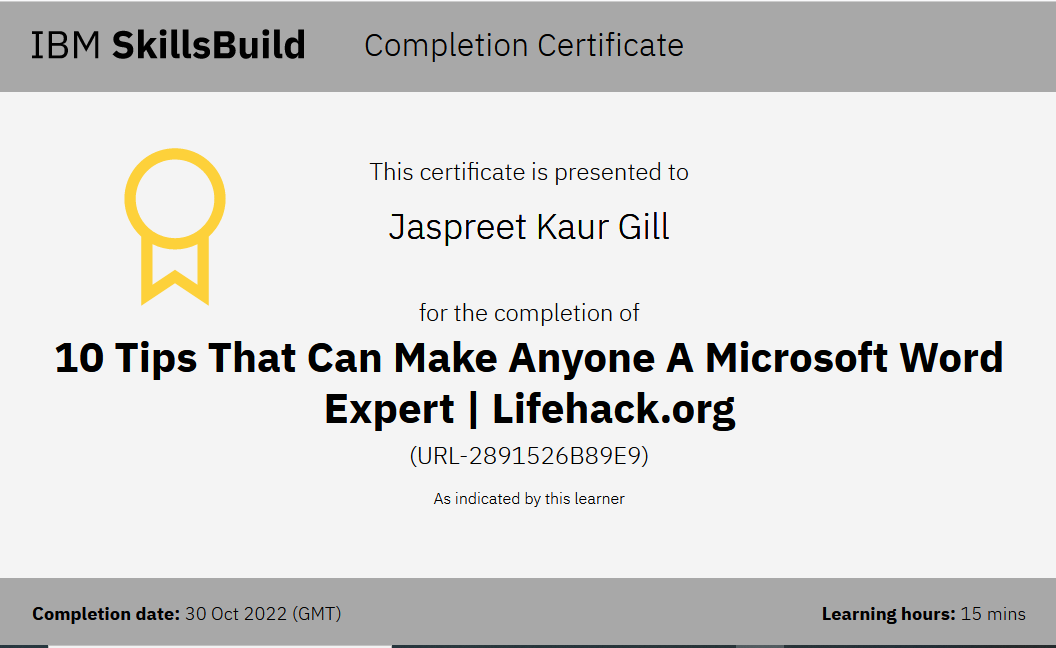 IBM SkillsBuild Completion Certificate
This certificate is presented to
Jaspreet Kaur Gill
for the completion of
10 Tips That Can Make Anyone A Microsoft Word
Expert | Lifehack.org
(URL-2891526B89E9)
As indicated by this learner
Completion date: 30 Oct 2022 (GMT) Learning hours: 15 mins